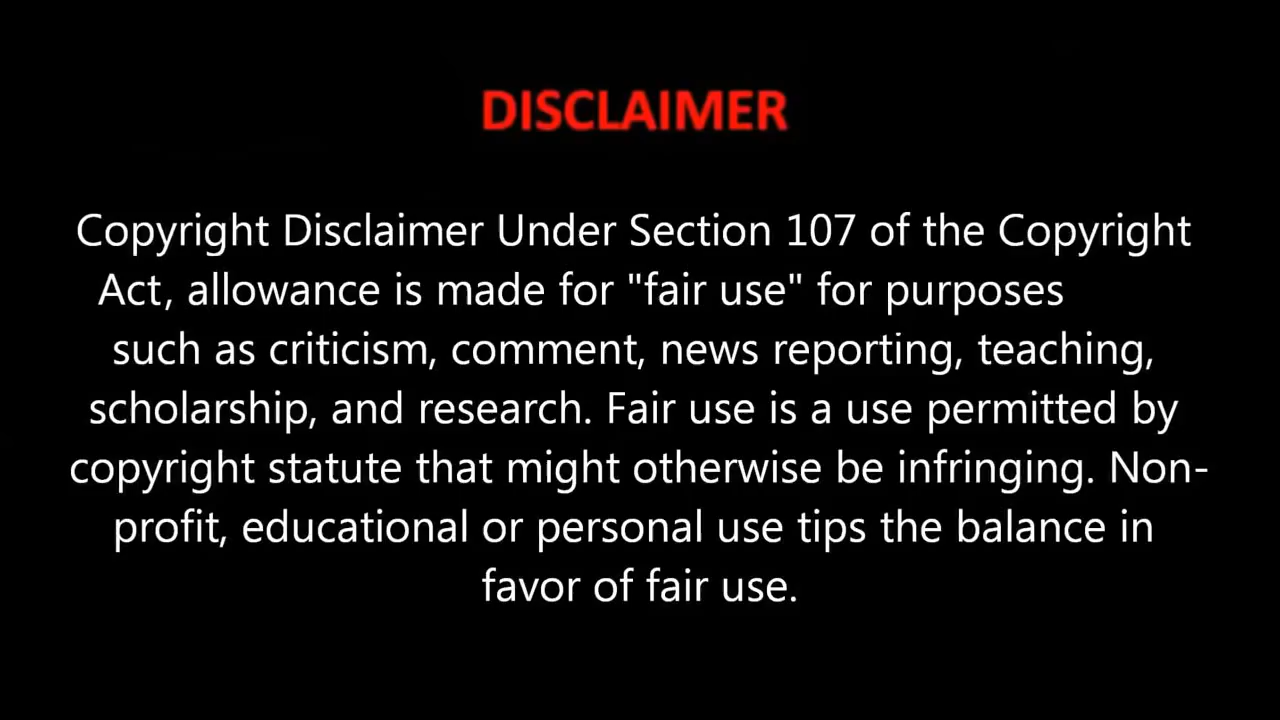 DISCLAIMER
Copyright Disclaimer Under Section 107 of the Copyright
Act, allowance is made for "fair use" for purposes
such as criticism, comment, news reporting, teaching,
scholarship, and research. Fair use is a use permitted by
copyright statute that might otherwise be infringing. Non-
profit, educational or personal use tips the balance in
favor of fair use.